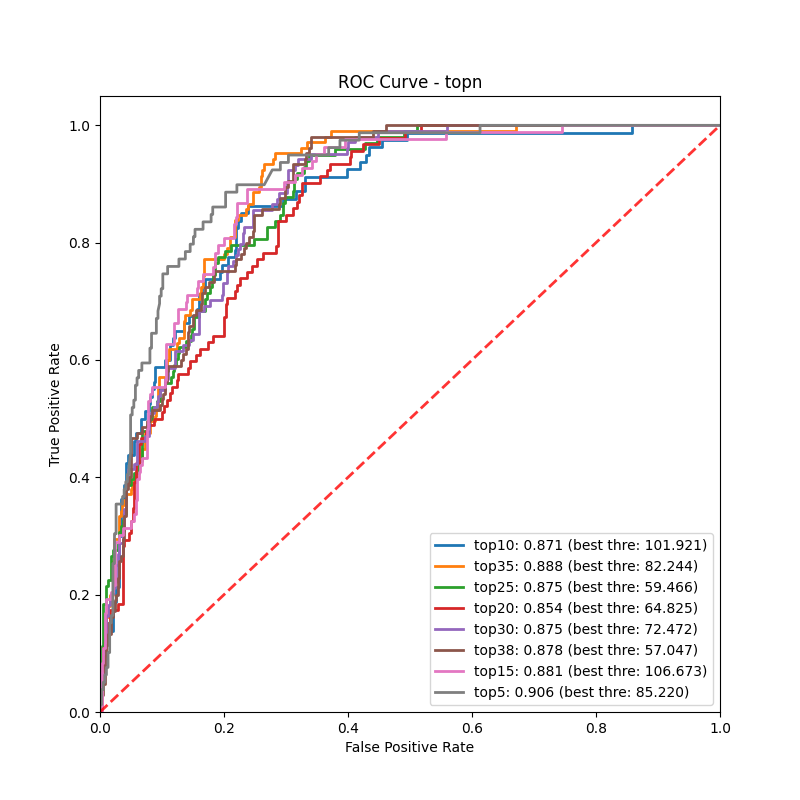 ROC Curve - topn
True Positive Rate
1.0
0.8
0.6
0.4
0.2
0.0
top10: 0.871 (best thre: 101.921)
top35: 0.888 (best thre: 82.244)
top25: 0.875 (best thre: 59.466)
top20: 0.854 (best thre: 64.825)
top30: 0.875 (best thre: 72.472)
top38: 0.878 (best thre: 57.047)
top15: 0.881 (best thre: 106.673)
top5: 0.906 (best thre: 85.220)
0.0 0.2 0.4 0.6 0.8 1.0
False Positive Rate